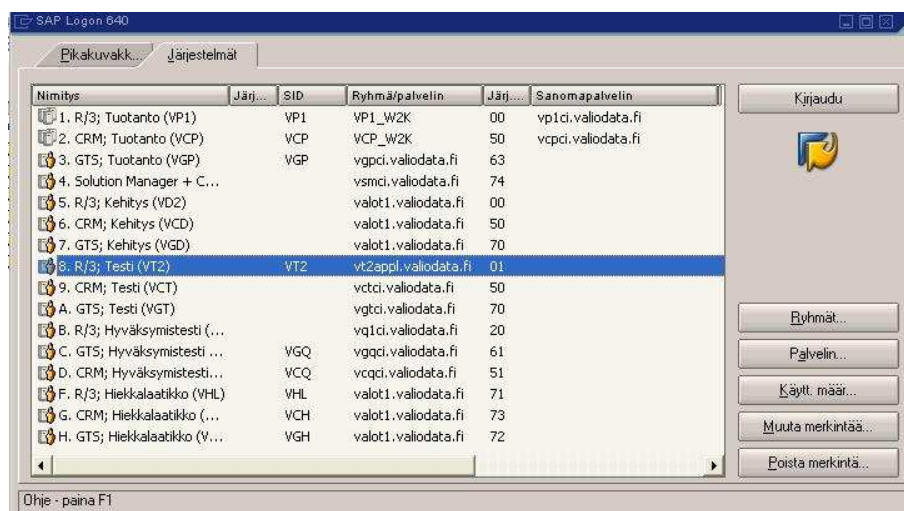 SAP Logon 640
Pikakuvakk... Järjestelmät
Nimitys Järj... SID Ryhmä/palvelin Järj.... Sanomapalvelin
1. R/3; Tuotanto (VP1) VP1 VP1_W2K 00 vp1ci.valiodata.fi
2. CRM; Tuotanto (VCP) VCP VCP_W2K 50 vcpci.valiodata.fi
3. GTS; Tuotanto (VGP) VGP vgpci.valiodata.fi 63
4. Solution Manager + C... vsmci.valiodata.fi 74
5. R/3; Kehitys (VD2) valot1.valiodata.fi 00
6. CRM; Kehitys (VCD) valot1.valiodata.fi 50
7. GTS; Kehitys (VGD) valot1.valiodata.fi 70
8. R/3; Testi (VT2) VT2 vt2appl.valiodata.fi 01
9. CRM; Testi (VCT) vctci.valiodata.fi 50
A. GTS; Testi (VGT) vgtci.valiodata.fi 70
B. R/3; Hyväksymistesti (... vq1ci.valiodata.fi 20
C. GTS; Hyväksymistesti ... VGQ vgqci.valiodata.fi 61
D. CRM; Hyväksymistesti... VCQ vcqci.valiodata.fi 51
F. R/3; Hiekkalaatikko (VHL) VHL valot1.valiodata.fi 71
G. CRM; Hiekkalaatikko (... VCH valot1.valiodata.fi 73
H. GTS; Hiekkalaatikko (V... VGH valot1.valiodata.fi 72
Kirjaudu
Ryhmät...
Palvelin...
Käytt. määr...
Muuta merkintää...
Poista merkintä...
Ohje - paina F1